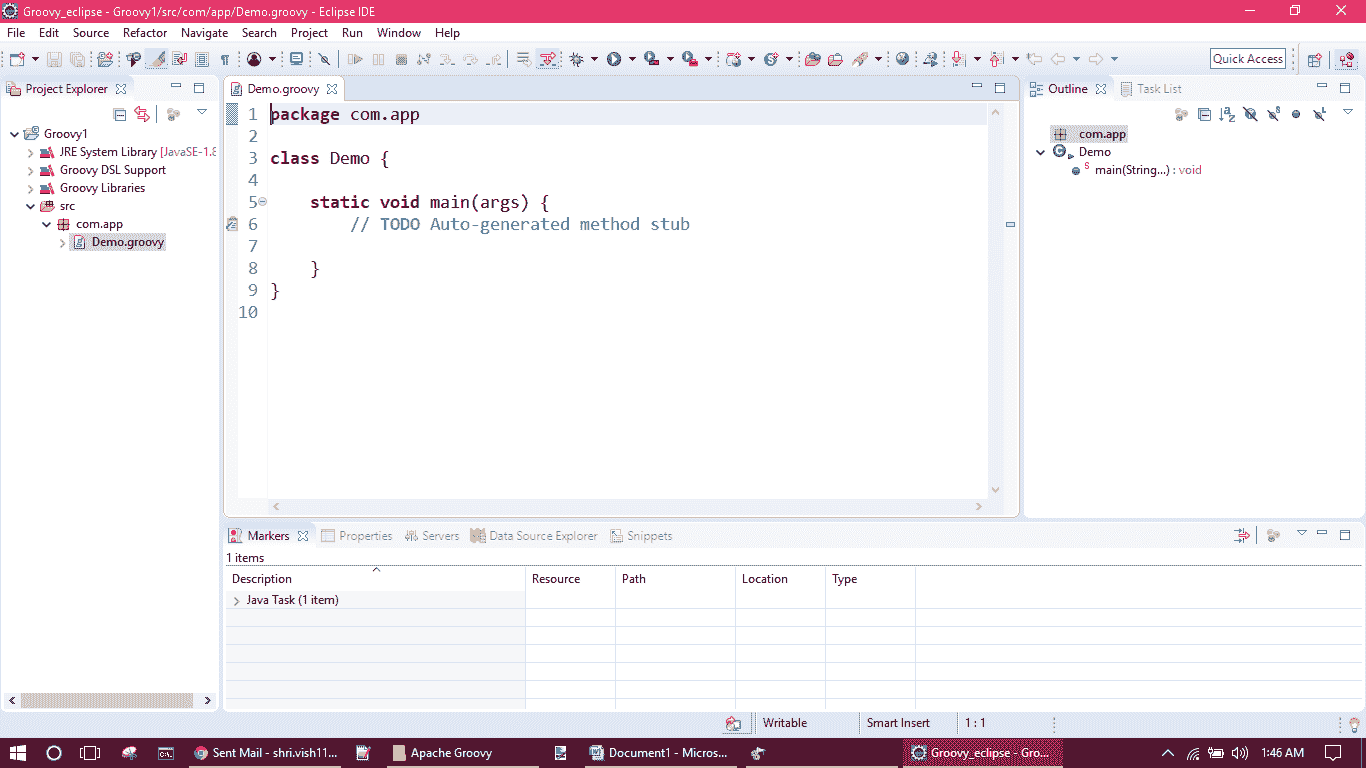 Groovy_eclipse - Groovy1/src/com/app/Demo.groovy - Eclipse IDE
File Edit Source Refactor Navigate Search Project Run Window Help
Quick Access
Project Explorer
Groovy1
JRE System Library [JavaSE-1.8
Groovy DSL Support
Groovy Libraries
src
com.app
Demo.groovy
Demo.groovy
1 package com.app
2
3 class Demo {
4
5 static void main(args) {
6 // TODO Auto-generated method stub
7
8 }
9 }
10
Outline Task List
com.app
Demo
main(String...) : void
Markers Properties Servers Data Source Explorer Snippets
1 items
Description Resource Path Location Type
Java Task (1 item)
Writable Smart Insert 1 : 1
Sent Mail - shri.vish11... Apache Groovy Document1 - Micros... Groovy_eclipse - Gro... 1:46 AM